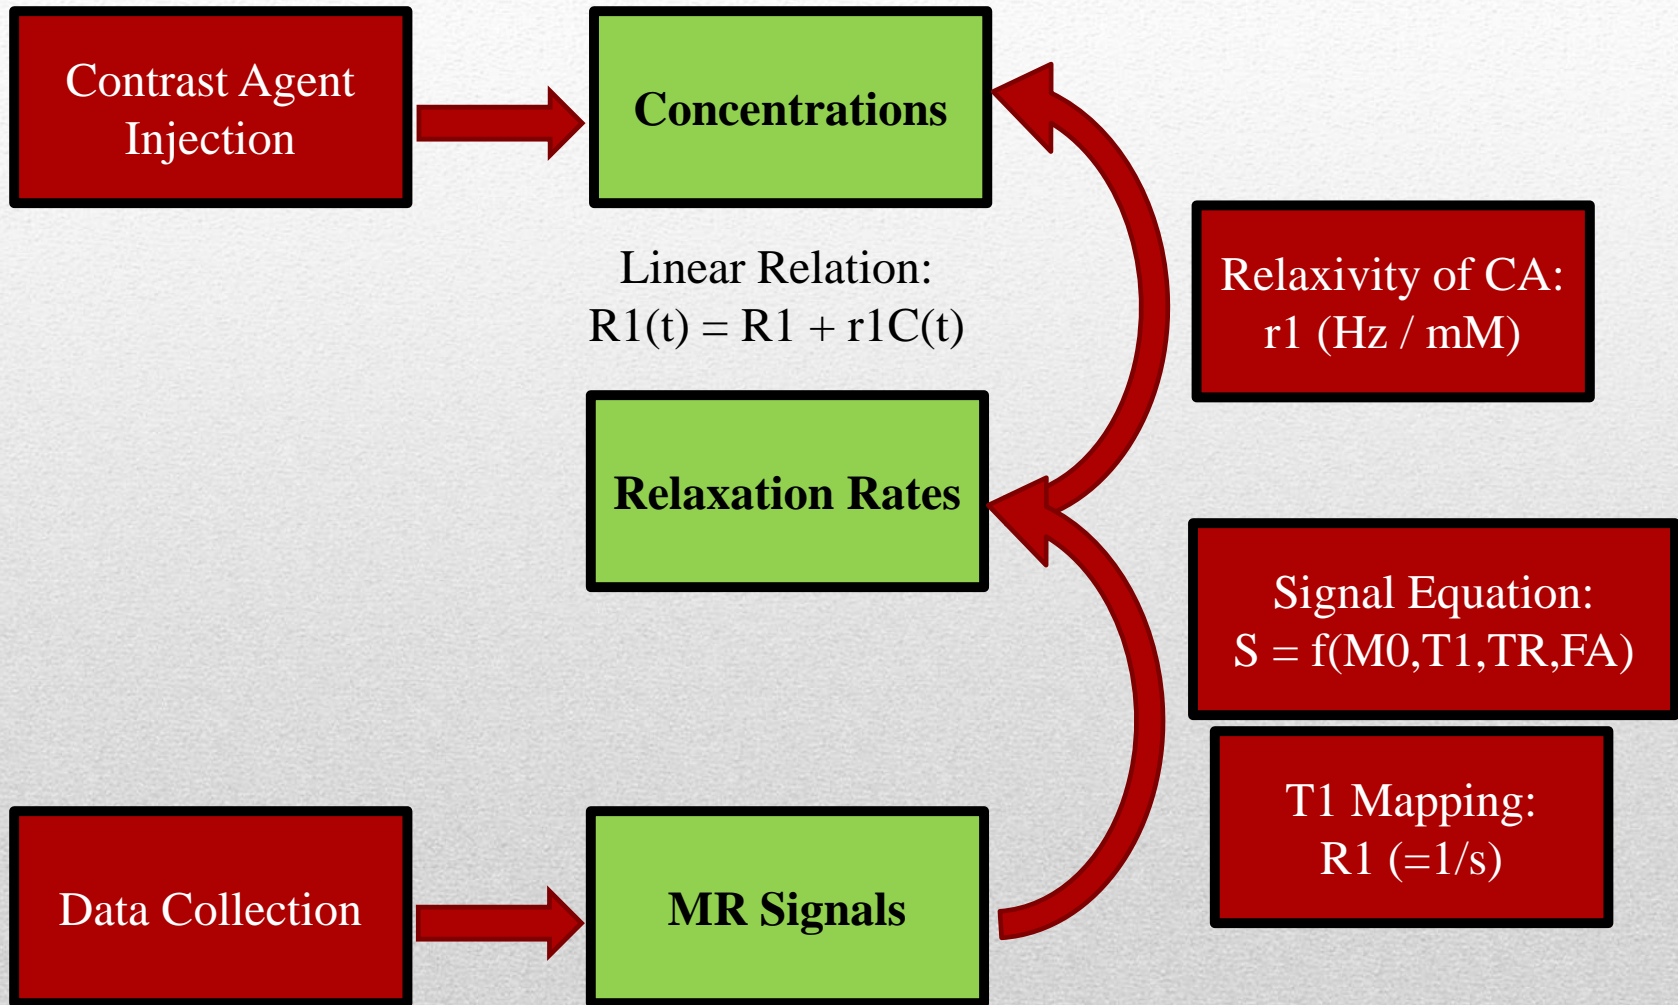 Contrast Agent
Injection
Concentrations
Linear Relation:
R1(t) = R1 + r1C(t)
Relaxivity of CA:
r1 (Hz / mM)
Relaxation Rates
Signal Equation:
S = f(M0,T1,TR,FA)
T1 Mapping:
R1 (=1/s)
Data Collection
MR Signals